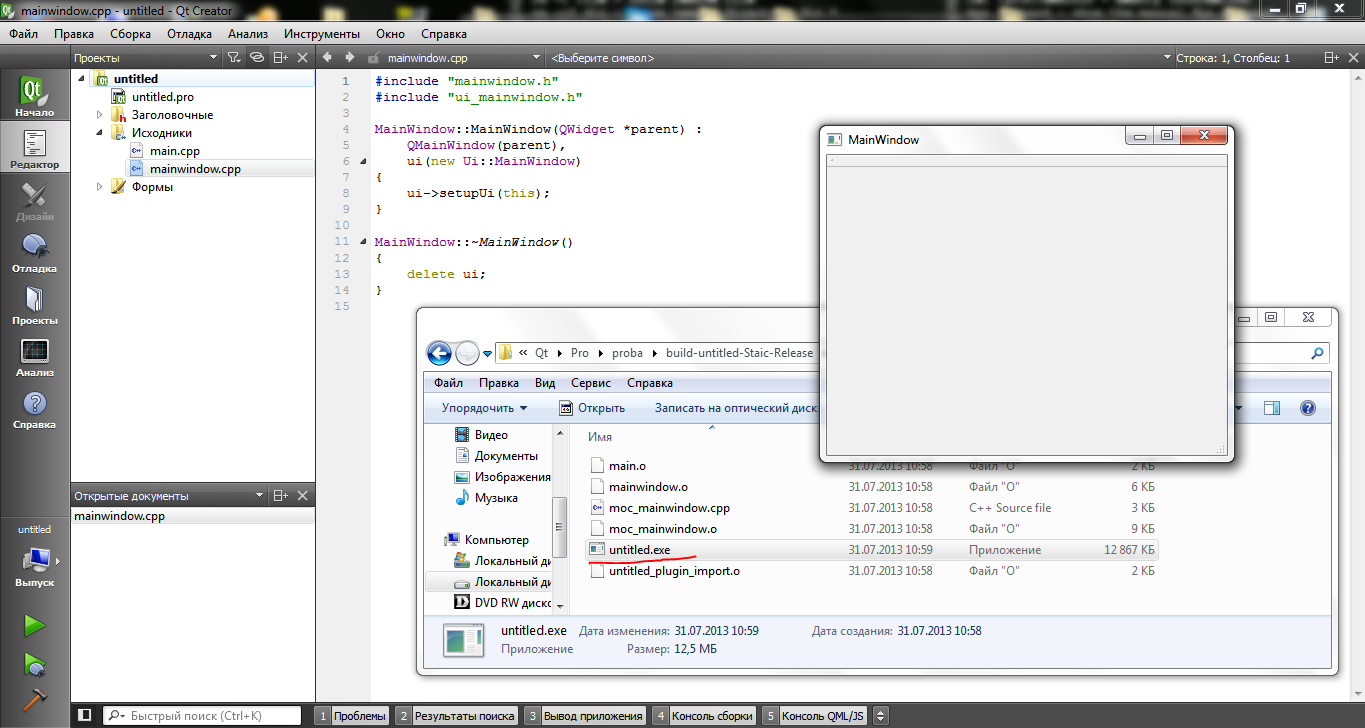 mainwindow.cpp - untitled - Qt Creator
Файл Правка Сборка Отладка Анализ Инструменты Окно Справка
Проекты
mainwindow.cpp <Выберите символ> Строка: 1, Столбец: 1
Начало
Редактор
Дизайн
Отладка
Проекты
Анализ
Справка
untitled
untitled.pro
Заголовочные
Исходники
main.cpp
mainwindow.cpp
Формы
1 #include "mainwindow.h"
2 #include "ui_mainwindow.h"
3
4 MainWindow::MainWindow(QWidget *parent) :
5 QMainWindow(parent),
6 ui(new Ui::MainWindow)
7 {
8 ui->setupUi(this);
9 }
10
11 MainWindow::~MainWindow()
12 {
13 delete ui;
14 }
15
MainWindow
« Qt Pro proba build-untitled-Staic-Release
Файл Правка Вид Сервис Справка
Упорядочить Открыть Записать на оптический диск
Видео
Документы
Изображения
Музыка
Компьютер
Локальный ди
Локальный ди
DVD RW диско
Имя
main.o 31.07.2013 10:58 Файл "O" 2 КБ
mainwindow.o 31.07.2013 10:58 Файл "O" 6 КБ
moc_mainwindow.cpp 31.07.2013 10:58 C++ Source file 3 КБ
moc_mainwindow.o 31.07.2013 10:58 Файл "O" 9 КБ
untitled.exe 31.07.2013 10:59 Приложение 12 867 КБ
untitled_plugin_import.o 31.07.2013 10:58 Файл "O" 2 КБ
untitled.exe Дата изменения: 31.07.2013 10:59 Дата создания: 31.07.2013 10:58
Приложение Размер: 12,5 МБ
Открытые документы
mainwindow.cpp
untitled
Выпуск
Быстрый поиск (Ctrl+K) 1 Проблемы 2 Результаты поиска 3 Вывод приложения 4 Консоль сборки 5 Консоль QML/JS